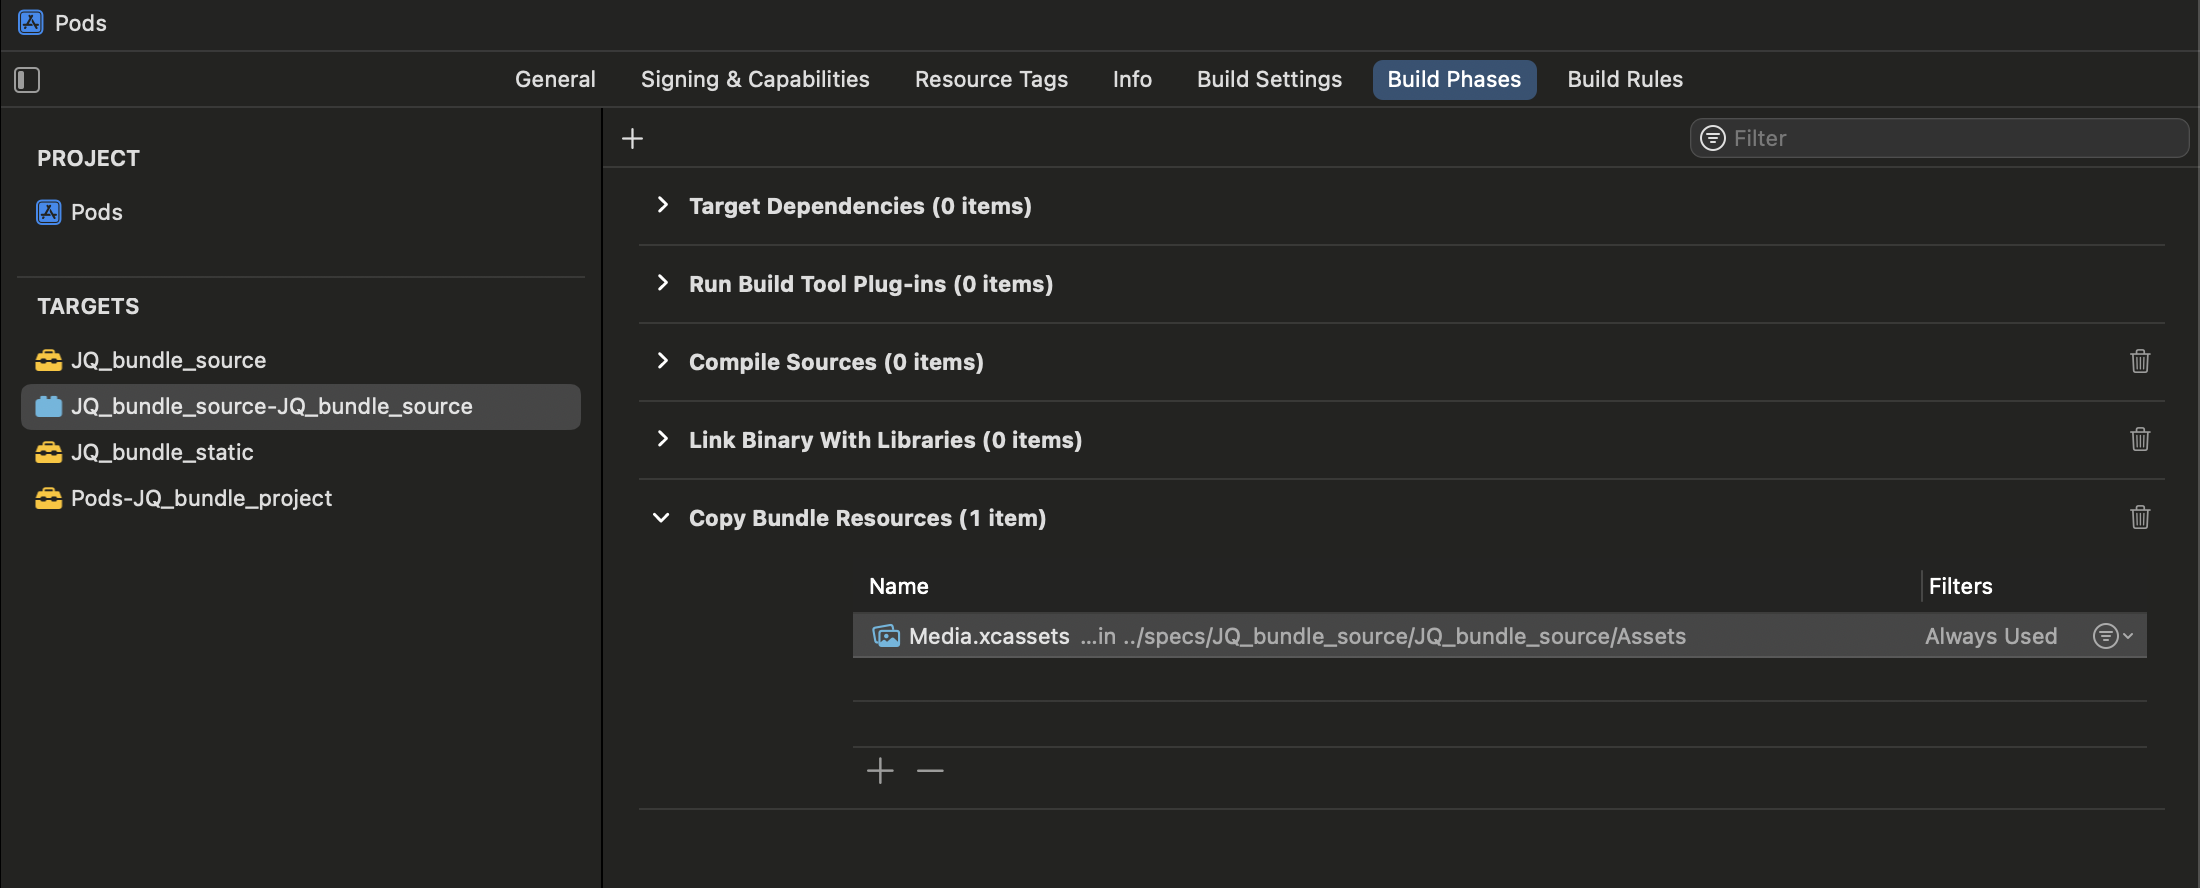 Pods
General Signing & Capabilities Resource Tags Info Build Settings Build Phases Build Rules
PROJECT
Pods
TARGETS
JQ_bundle_source
JQ_bundle_source-JQ_bundle_source
JQ_bundle_static
Pods-JQ_bundle_project
Filter
Target Dependencies (0 items)
Run Build Tool Plug-ins (0 items)
Compile Sources (0 items)
Link Binary With Libraries (0 items)
Copy Bundle Resources (1 item)
Name Filters
Media.xcassets ...in ../specs/JQ_bundle_source/JQ_bundle_source/Assets Always Used